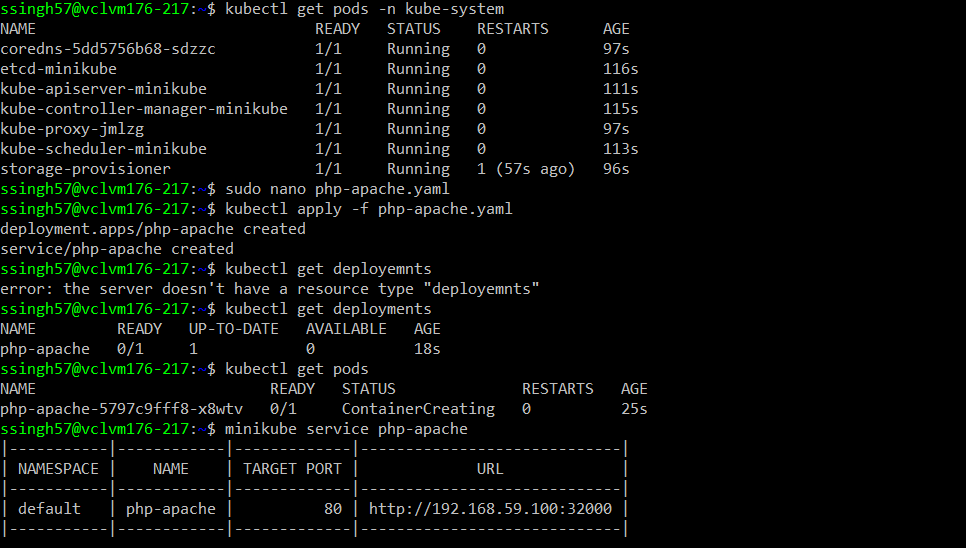 ssingh57@vclvm176-217:~$ kubectl get pods -n kube-system
NAME                               READY   STATUS    RESTARTS      AGE
coredns-5dd5756b68-sdzzc           1/1     Running   0             97s
etcd-minikube                      1/1     Running   0             116s
kube-apiserver-minikube            1/1     Running   0             111s
kube-controller-manager-minikube   1/1     Running   0             115s
kube-proxy-jmlzg                   1/1     Running   0             97s
kube-scheduler-minikube            1/1     Running   0             113s
storage-provisioner                1/1     Running   1 (57s ago)   96s
ssingh57@vclvm176-217:~$ sudo nano php-apache.yaml
ssingh57@vclvm176-217:~$ kubectl apply -f php-apache.yaml
deployment.apps/php-apache created
service/php-apache created
ssingh57@vclvm176-217:~$ kubectl get deployemnts
error: the server doesn't have a resource type "deployemnts"
ssingh57@vclvm176-217:~$ kubectl get deployments
NAME         READY   UP-TO-DATE   AVAILABLE   AGE
php-apache   0/1     1            0           18s
ssingh57@vclvm176-217:~$ kubectl get pods
NAME                          READY   STATUS              RESTARTS   AGE
php-apache-5797c9fff8-x8wtv   0/1     ContainerCreating   0          25s
ssingh57@vclvm176-217:~$ minikube service php-apache
|-----------|------------|-------------|-----------------------------|
| NAMESPACE |    NAME    | TARGET PORT |             URL             |
|-----------|------------|-------------|-----------------------------|
| default   | php-apache |          80 | http://192.168.59.100:32000 |
|-----------|------------|-------------|-----------------------------|